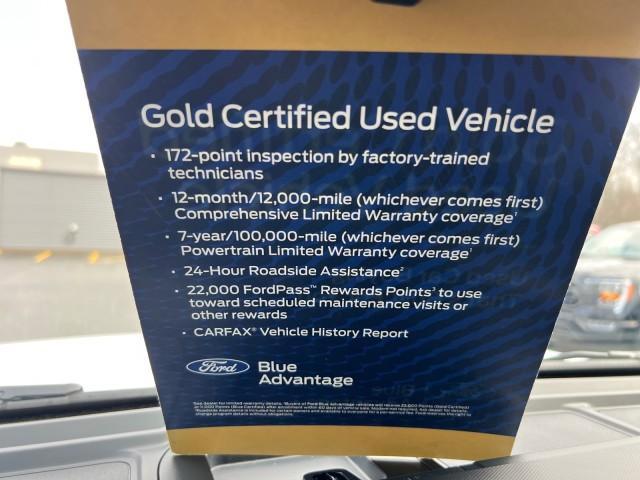 Gold Certified Used Vehicle
• 172-point inspection by factory-trained
technicians
• 12-month/12,000-mile (whichever comes first)
Comprehensive Limited Warranty coverage¹
• 7-year/100,000-mile (whichever comes first)
Powertrain Limited Warranty coverage¹
• 24-Hour Roadside Assistance²
• 22,000 FordPass™ Rewards Points³ to use
toward scheduled maintenance visits or
other rewards
• CARFAX® Vehicle History Report
Ford Blue
Advantage